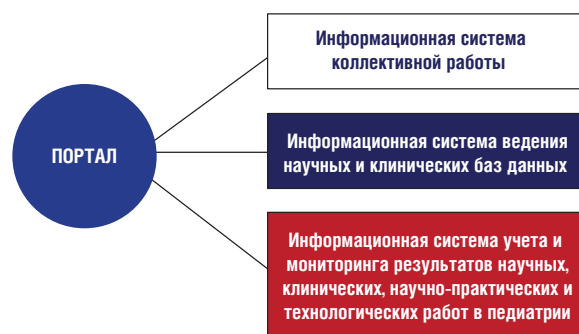 ПОРТАЛ
Информационная система
коллективной работы
Информационная система ведения
научных и клинических баз данных
Информационная система учета и
мониторинга результатов научных,
клинических, научно-практических и
технологических работ в педиатрии